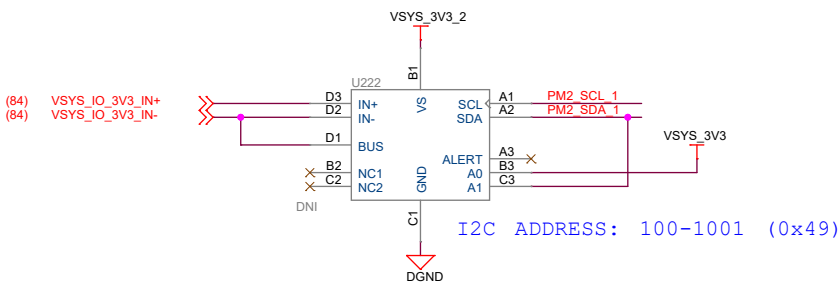 VSYS_3V3_2
B1
U222
(84) VSYS_IO_3V3_IN+ D3 IN+ VS SCL A1 PM2_SCL_1
(84) VSYS_IO_3V3_IN- D2 IN- SDA A2 PM2_SDA_1
VSYS_3V3
D1 BUS
ALERT A3
B2 NC1 A0 B3
C2 NC2 GND A1 C3
DNI
C1
I2C ADDRESS: 100-1001 (0x49)
DGND